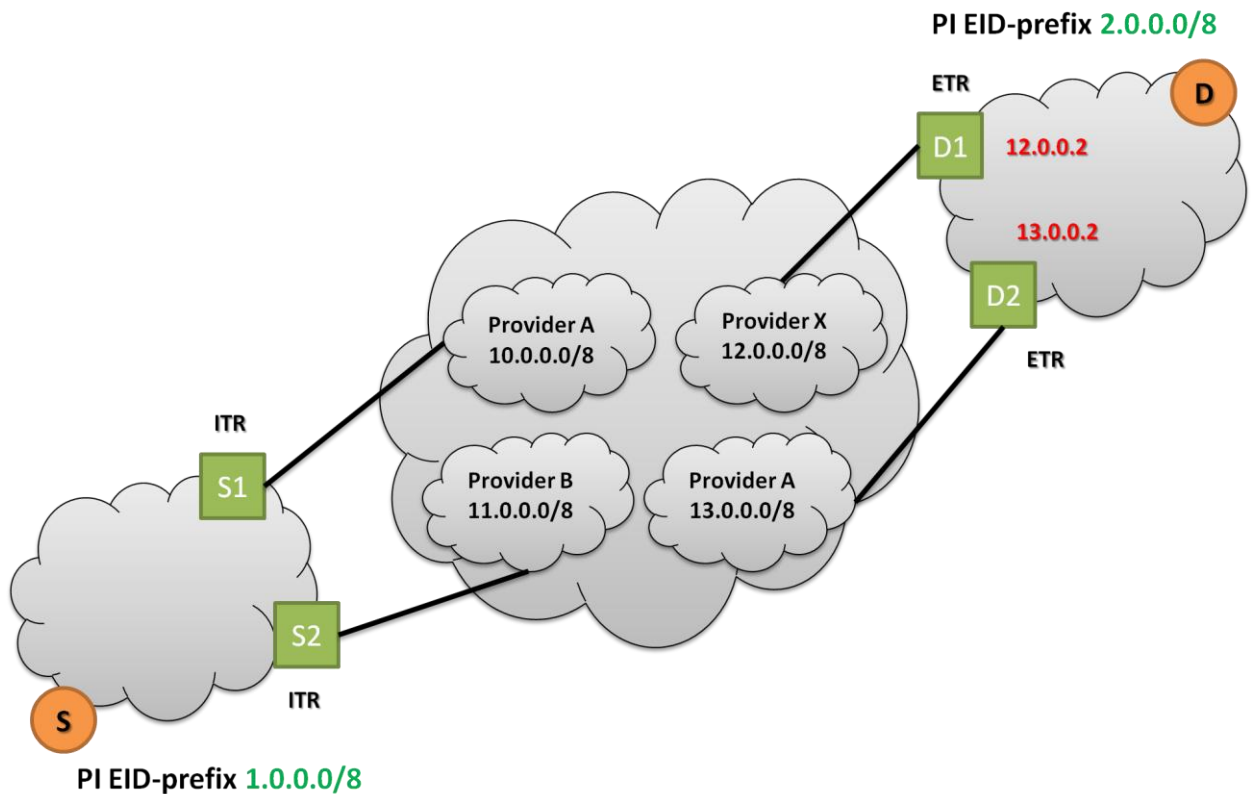 PI EID-prefix 2.0.0.0/8
ETR
D
D1
12.0.0.2
13.0.0.2
D2
ETR
Provider A
10.0.0.0/8
Provider X
12.0.0.0/8
Provider B
11.0.0.0/8
Provider A
13.0.0.0/8
ITR
S1
S2
ITR
S
PI EID-prefix 1.0.0.0/8